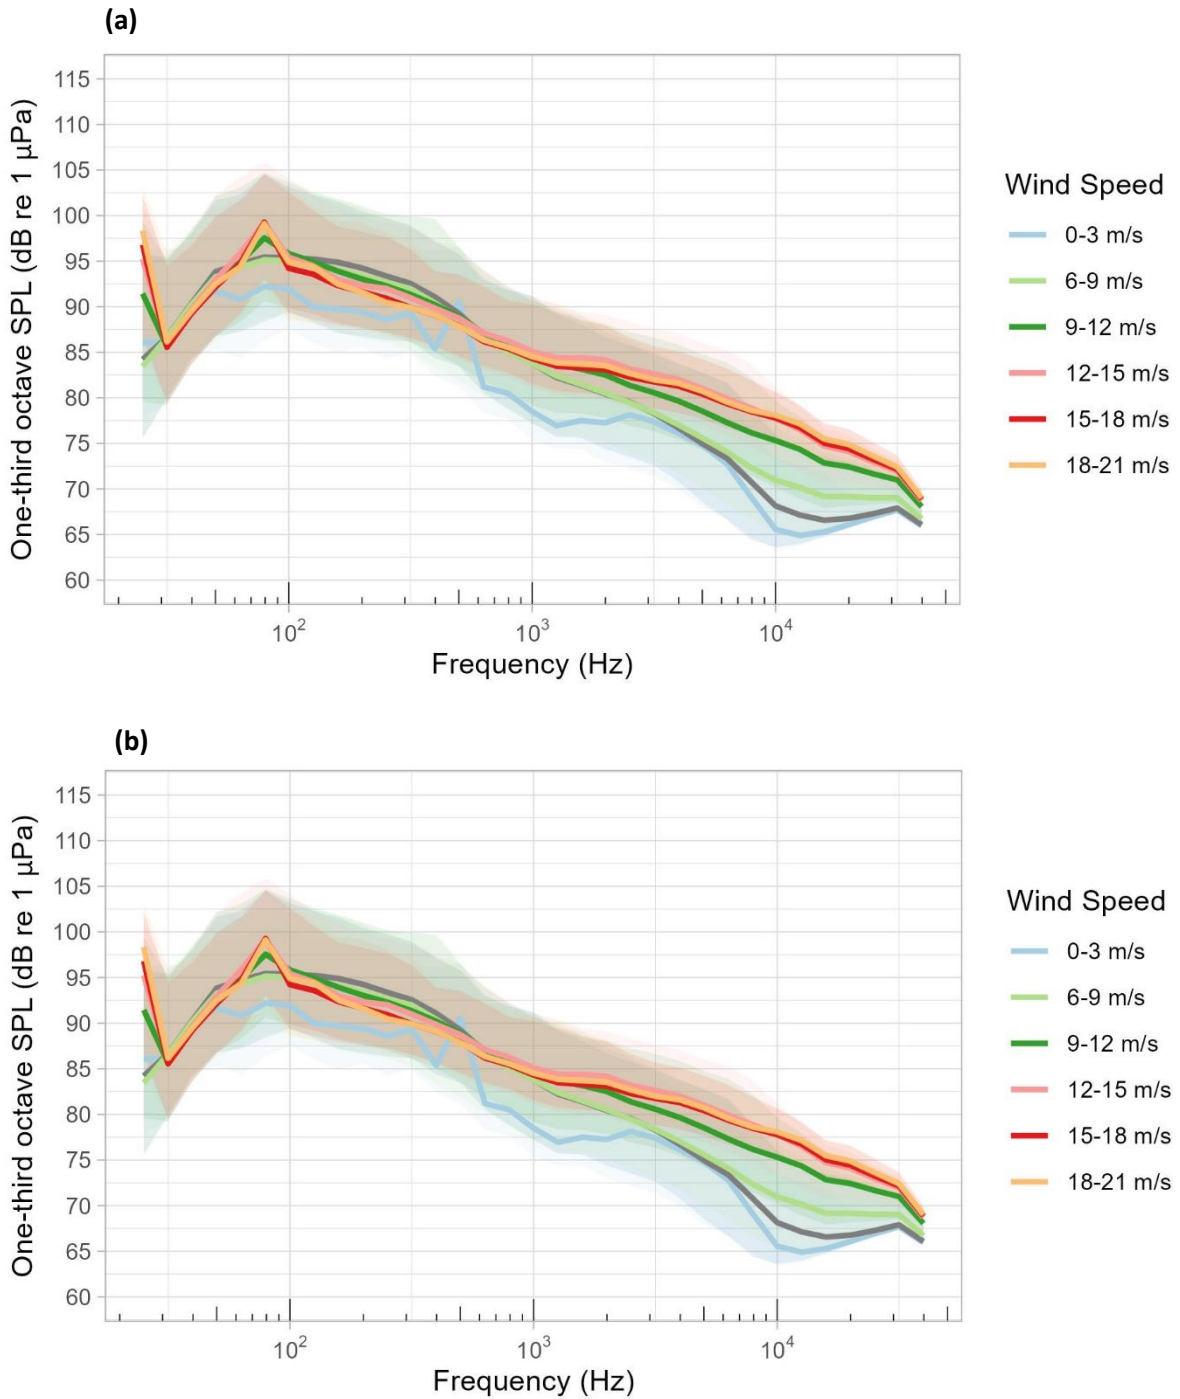 (a)
One-third octave SPL (dB re 1 µPa)
115
110
105
100
95
90
85
80
75
70
65
60
10²
10³
10⁴
Frequency (Hz)
Wind Speed
0-3 m/s
6-9 m/s
9-12 m/s
12-15 m/s
15-18 m/s
18-21 m/s
(b)
One-third octave SPL (dB re 1 µPa)
115
110
105
100
95
90
85
80
75
70
65
60
10²
10³
10⁴
Frequency (Hz)
Wind Speed
0-3 m/s
6-9 m/s
9-12 m/s
12-15 m/s
15-18 m/s
18-21 m/s